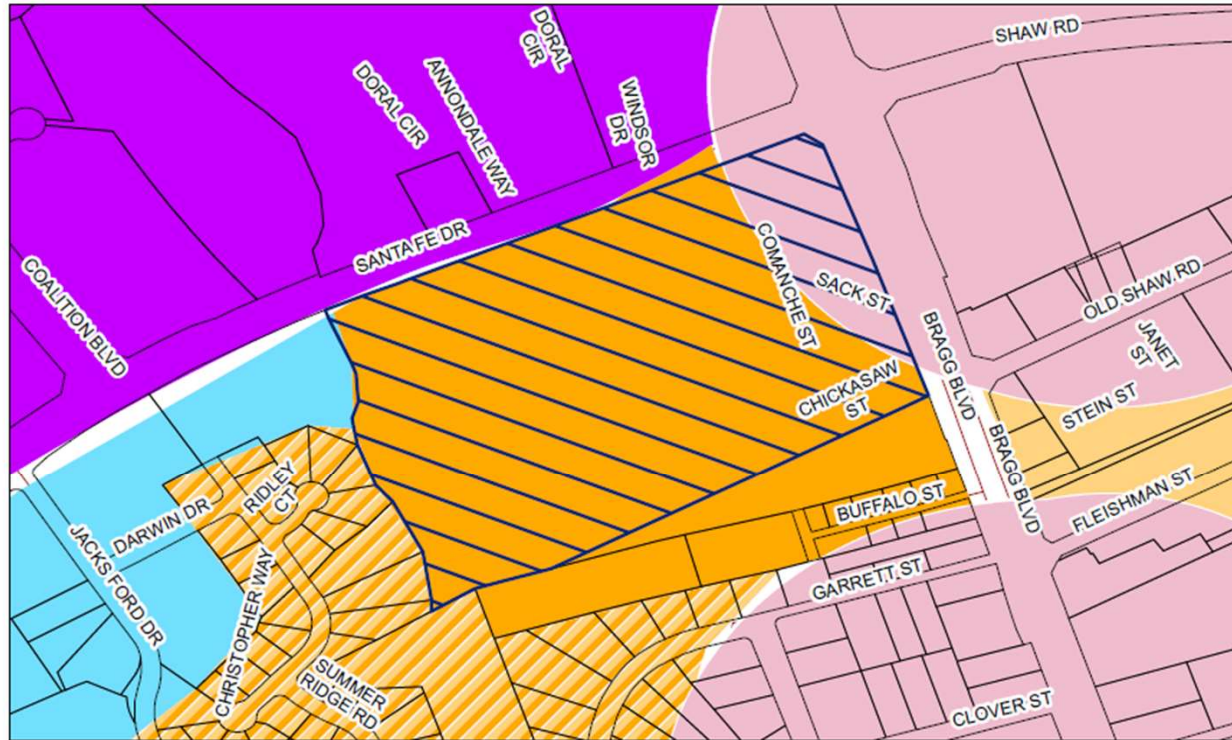 SHAW RD
DORAL
CIR
DORAL CIR
ANNONDALE WAY
WINDSOR
DR
SANTA FE DR
COALITION BLVD
COMANCHE ST
SACK ST
OLD SHAW RD
JANET
ST
BRAGG BLVD
CHICKASAW
ST
STEIN ST
BRAGG BLVD
RIDLEY
CT
DARWIN DR
BUFFALO ST
FLEISHMAN ST
JACKS FORD DR
GARRETT ST
CHRISTOPHER WAY
SUMMER
RIDGE RD
CLOVER ST